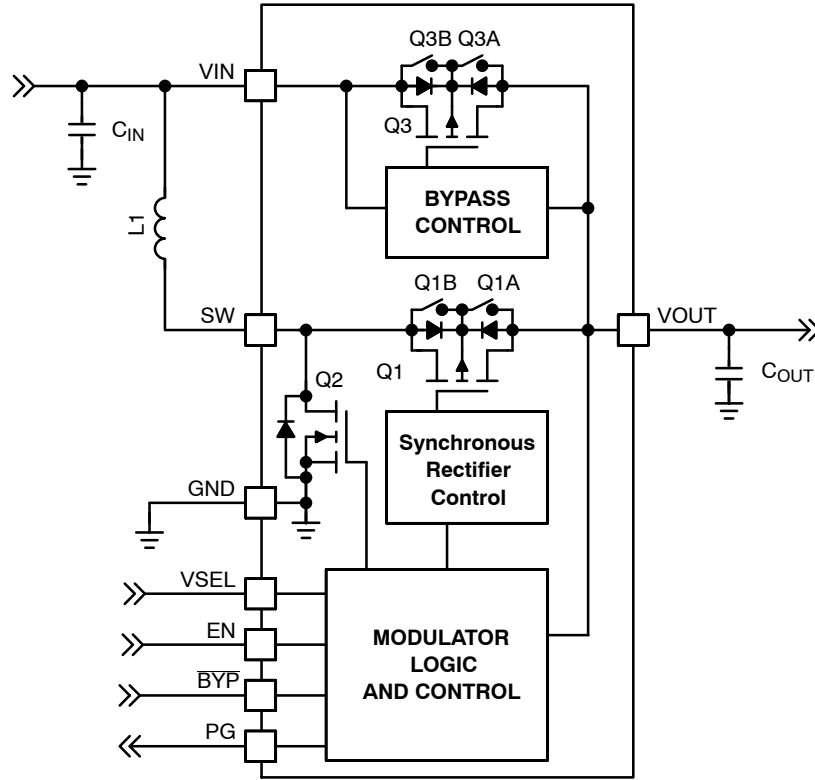 Q3B Q3A
VIN
Q3
C_IN
BYPASS
CONTROL
L1
Q1B Q1A
SW
VOUT
Q2
Q1
C_OUT
Synchronous
Rectifier
Control
GND
VSEL
EN
B̅Y̅P̅
PG
MODULATOR
LOGIC
AND CONTROL